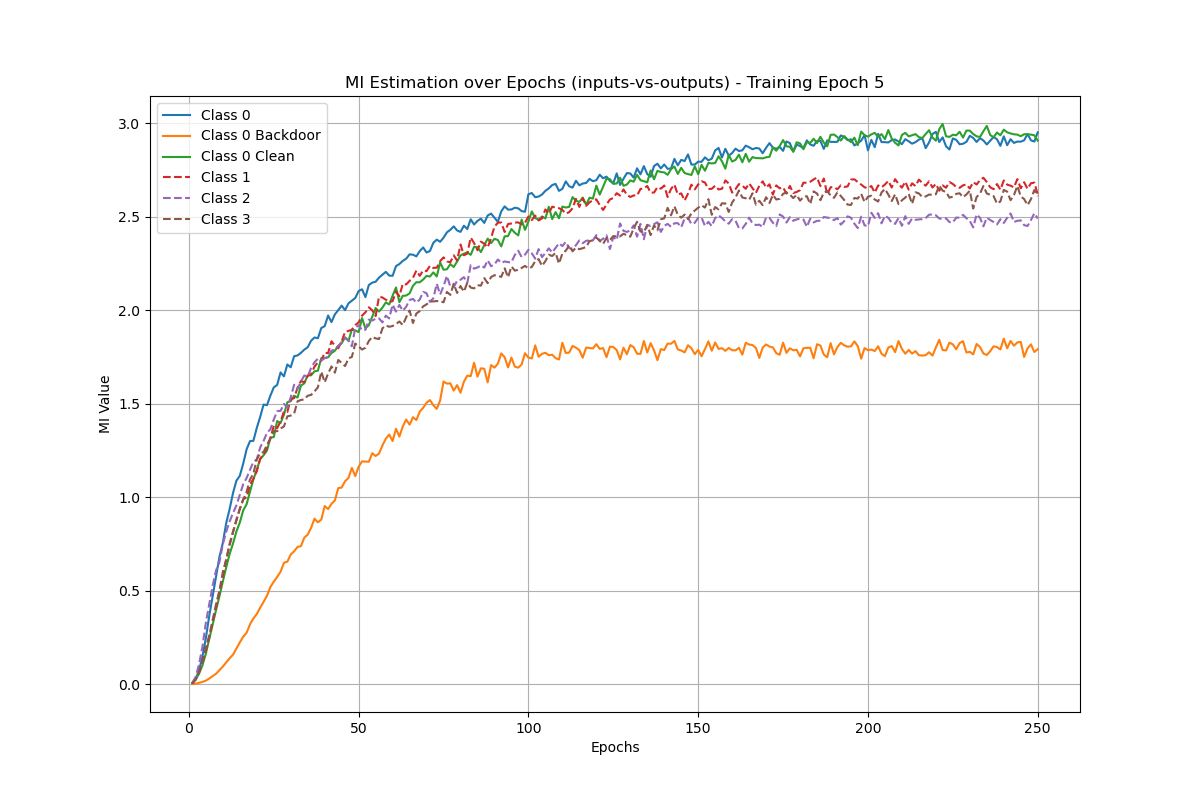 MI Estimation over Epochs (inputs-vs-outputs) - Training Epoch 5
Class 0
Class 0 Backdoor
Class 0 Clean
Class 1
Class 2
Class 3
MI Value
3.0
2.5
2.0
1.5
1.0
0.5
0.0
0 50 100 150 200 250
Epochs